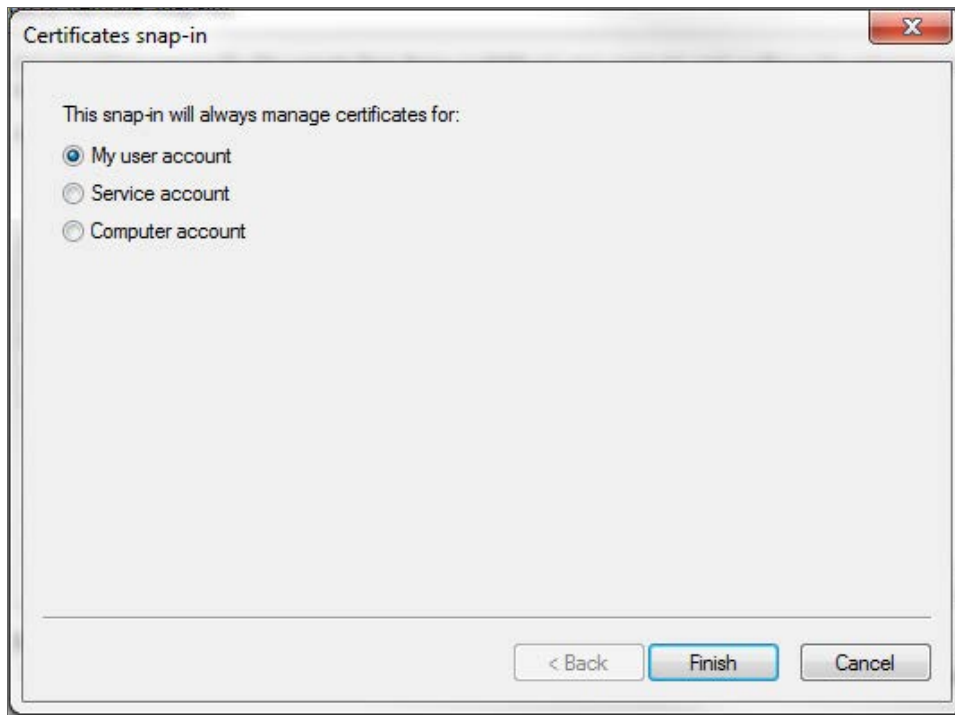 Certificates snap-in
This snap-in will always manage certificates for:
My user account
Service account
Computer account
< Back
Finish
Cancel